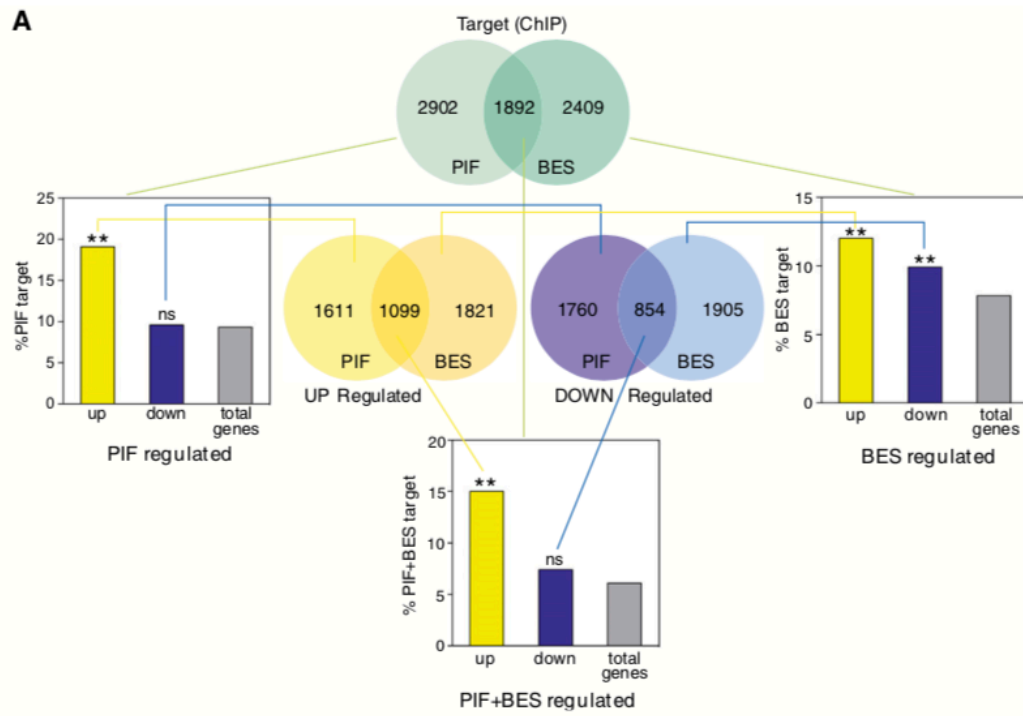 A
Target (ChIP)
2902 1892 2409
PIF BES
25
20
15
10
5
0
%PIF target
**
ns
up down total
genes
PIF regulated
1611 1099 1821
PIF BES
UP Regulated
1760 854 1905
PIF BES
DOWN Regulated
15
10
5
0
% BES target
**
**
up down total
genes
BES regulated
20
15
10
5
0
% PIF+BES target
**
ns
up down total
genes
PIF+BES regulated